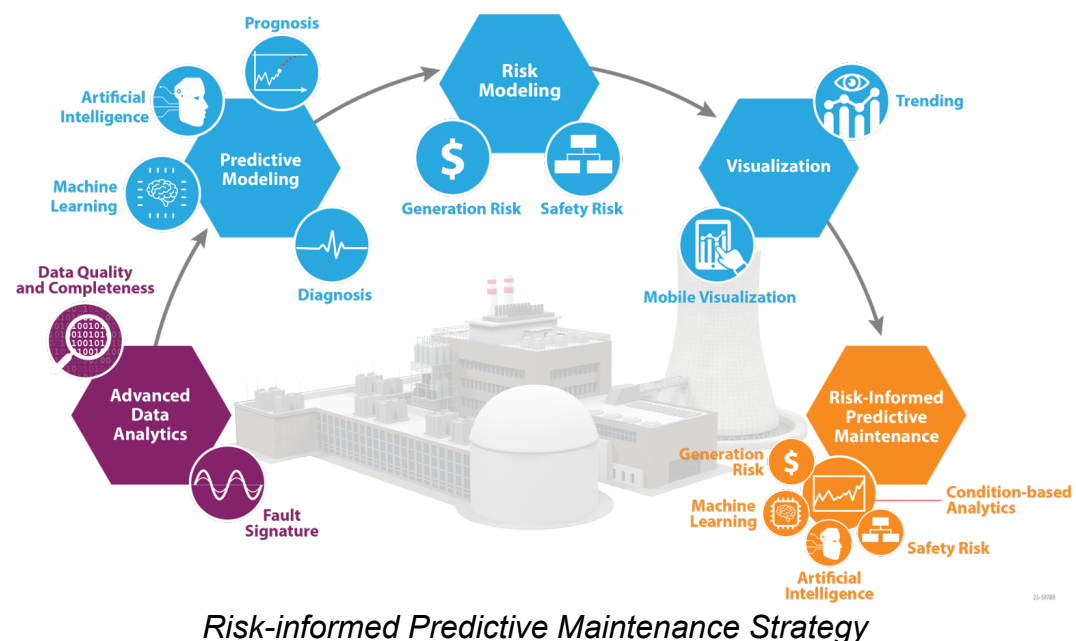 Prognosis
Artificial
Intelligence
Machine
Learning
Predictive
Modeling
Diagnosis
Risk
Modeling
$
Generation Risk
Safety Risk
Trending
Visualization
Mobile Visualization
Data Quality
and Completeness
Advanced
Data
Analytics
Fault
Signature
Risk-Informed
Predictive
Maintenance
Generation
Risk
$
Machine
Learning
Condition-based
Analytics
Safety Risk
Artificial
Intelligence
Risk-informed Predictive Maintenance Strategy